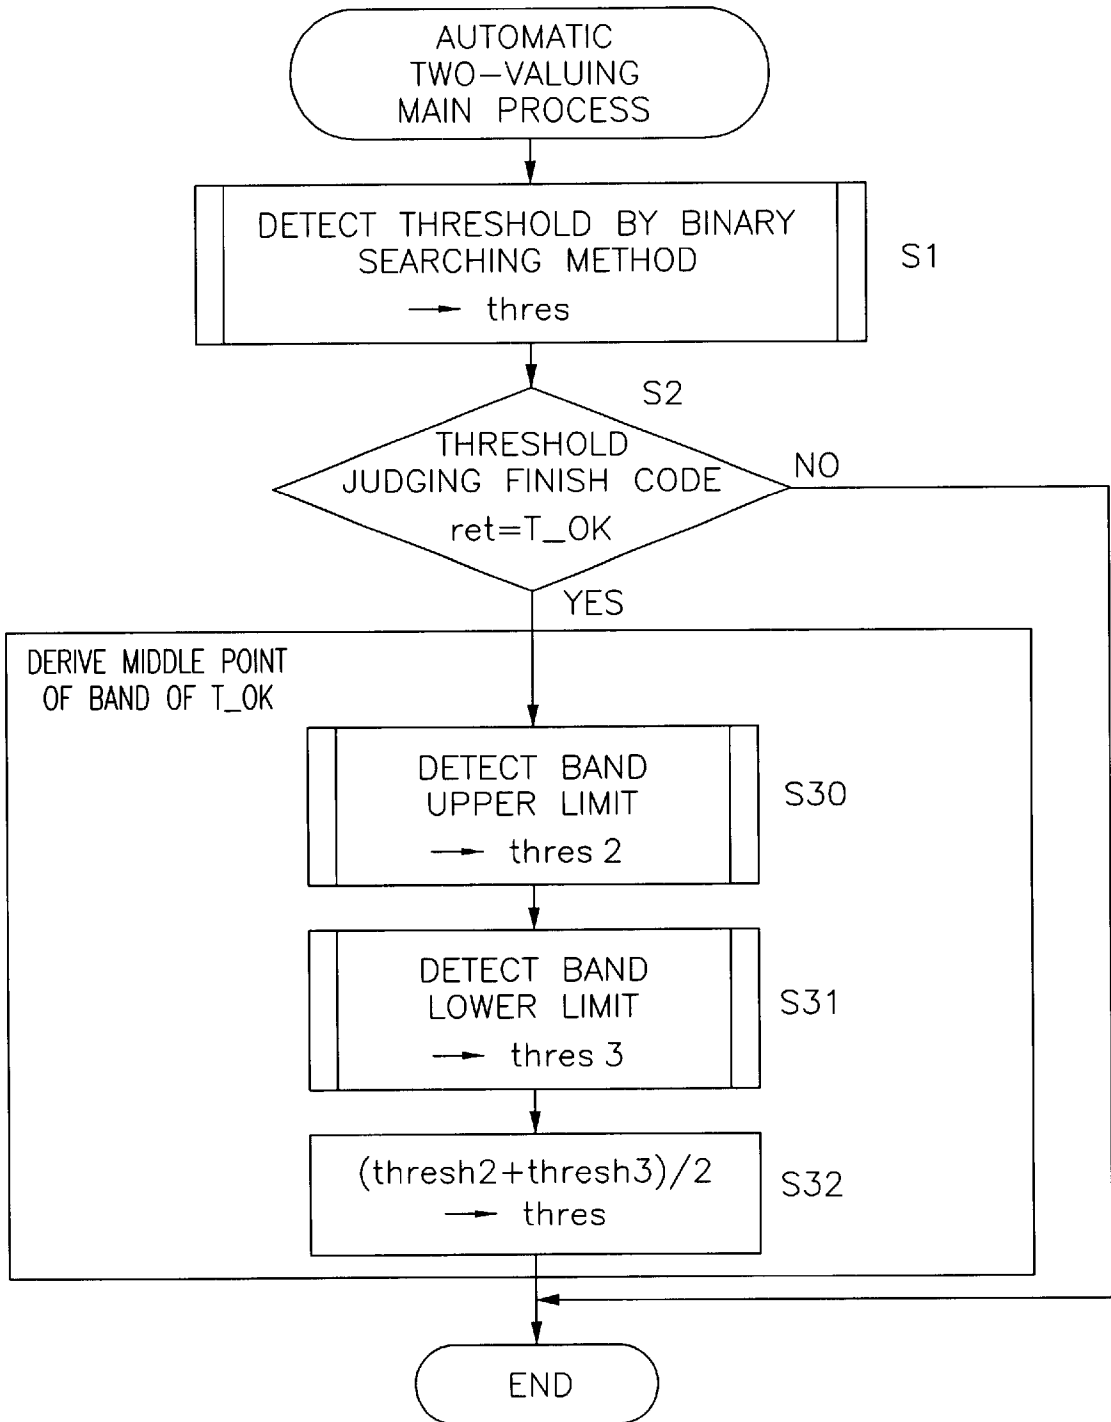 AUTOMATIC
TWO-VALUING
MAIN PROCESS
DETECT THRESHOLD BY BINARY
SEARCHING METHOD
→ thres
S1
S2
THRESHOLD
JUDGING FINISH CODE
ret=T_OK
NO
YES
DERIVE MIDDLE POINT
OF BAND OF T_OK
DETECT BAND
UPPER LIMIT
→ thres 2
S30
DETECT BAND
LOWER LIMIT
→ thres 3
S31
(thresh2+thresh3)/2
→ thres
S32
END